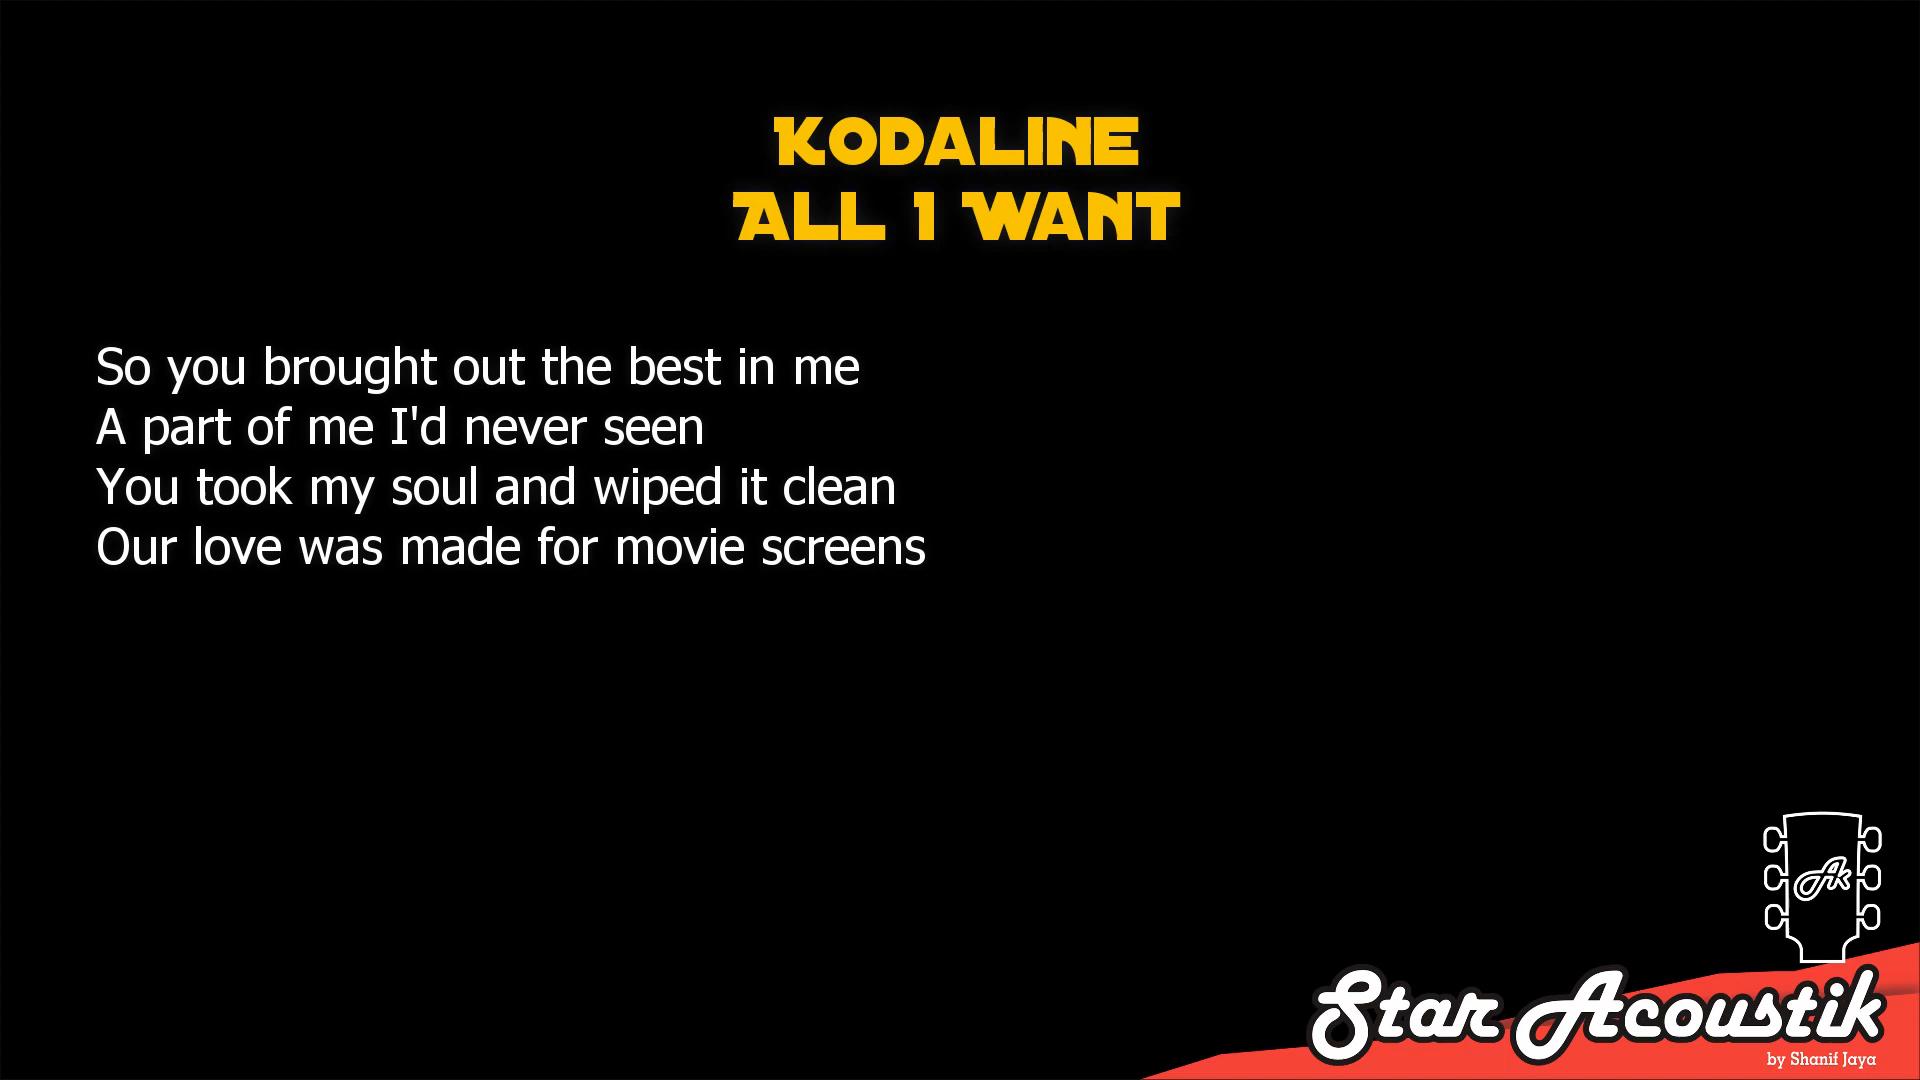 KODALINE
ALL I WANT
So you brought out the best in me
A part of me I'd never seen
You took my soul and wiped it clean
Our love was made for movie screens
Ak
Star Acoustik
by Shanif Jaya